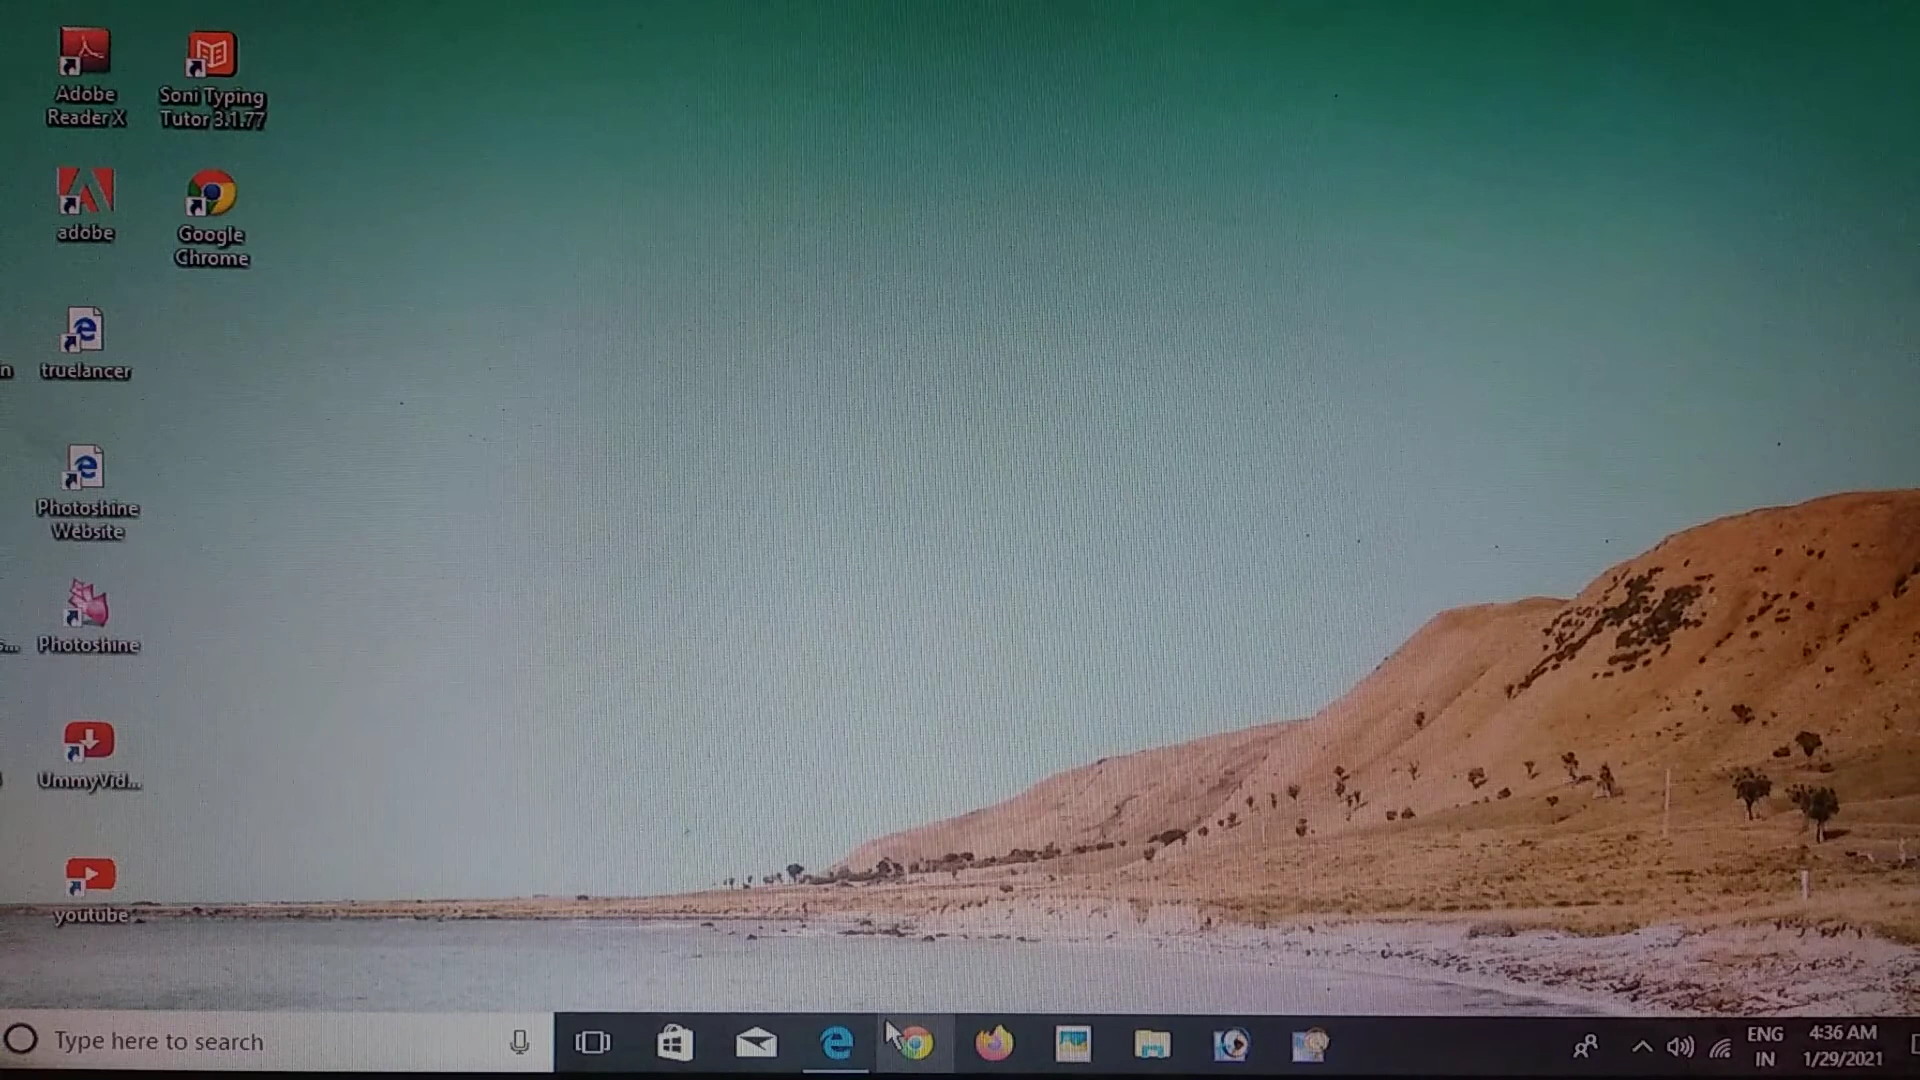 Adobe
Reader X
Soni Typing
Tutor 3.1.77
adobe
Google
Chrome
truelancer
Photoshine
Website
Photoshine
UmmyVid...
youtube
Type here to search
ENG
IN
4:36 AM
1/29/2021